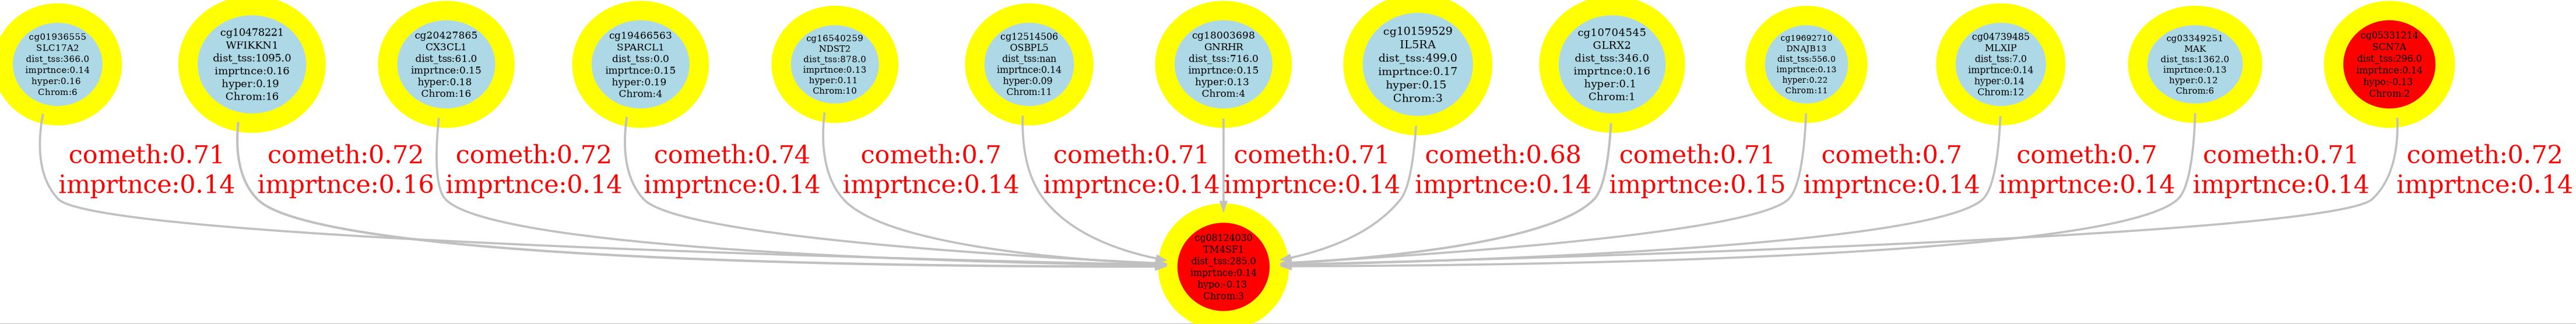 cg01936555
SLC17A2
dist_tss:366.0
imprtnce:0.14
hyper:0.16
Chrom:6
cg10478221
WFIKKN1
dist_tss:1095.0
imprtnce:0.16
hyper:0.19
Chrom:16
cg20427865
CX3CL1
dist_tss:61.0
imprtnce:0.15
hyper:0.18
Chrom:16
cg19466563
SPARCL1
dist_tss:0.0
imprtnce:0.15
hyper:0.19
Chrom:4
cg16540259
NDST2
dist_tss:878.0
imprtnce:0.13
hyper:0.11
Chrom:10
cg12514506
OSBPL5
dist_tss:nan
imprtnce:0.14
hyper:0.09
Chrom:11
cg18003698
GNRHR
dist_tss:716.0
imprtnce:0.15
hyper:0.13
Chrom:4
cg10159529
IL5RA
dist_tss:499.0
imprtnce:0.17
hyper:0.15
Chrom:3
cg10704545
GLRX2
dist_tss:346.0
imprtnce:0.16
hyper:0.1
Chrom:1
cg19692710
DNAJB13
dist_tss:556.0
imprtnce:0.13
hyper:0.22
Chrom:11
cg04739485
MLXIP
dist_tss:7.0
imprtnce:0.14
hyper:0.14
Chrom:12
cg03349251
MAK
dist_tss:1362.0
imprtnce:0.13
hyper:0.12
Chrom:6
cg05331214
SCN7A
dist_tss:296.0
imprtnce:0.14
hypo:-0.13
Chrom:2
cometh:0.71
imprtnce:0.14
cometh:0.72
imprtnce:0.16
cometh:0.72
imprtnce:0.14
cometh:0.74
imprtnce:0.14
cometh:0.7
imprtnce:0.14
cometh:0.71
imprtnce:0.14
cometh:0.71
imprtnce:0.14
cometh:0.68
imprtnce:0.14
cometh:0.71
imprtnce:0.15
cometh:0.7
imprtnce:0.14
cometh:0.7
imprtnce:0.14
cometh:0.71
imprtnce:0.14
cometh:0.72
imprtnce:0.14
cg08124030
TM4SF1
dist_tss:285.0
imprtnce:0.14
hypo:-0.13
Chrom:3